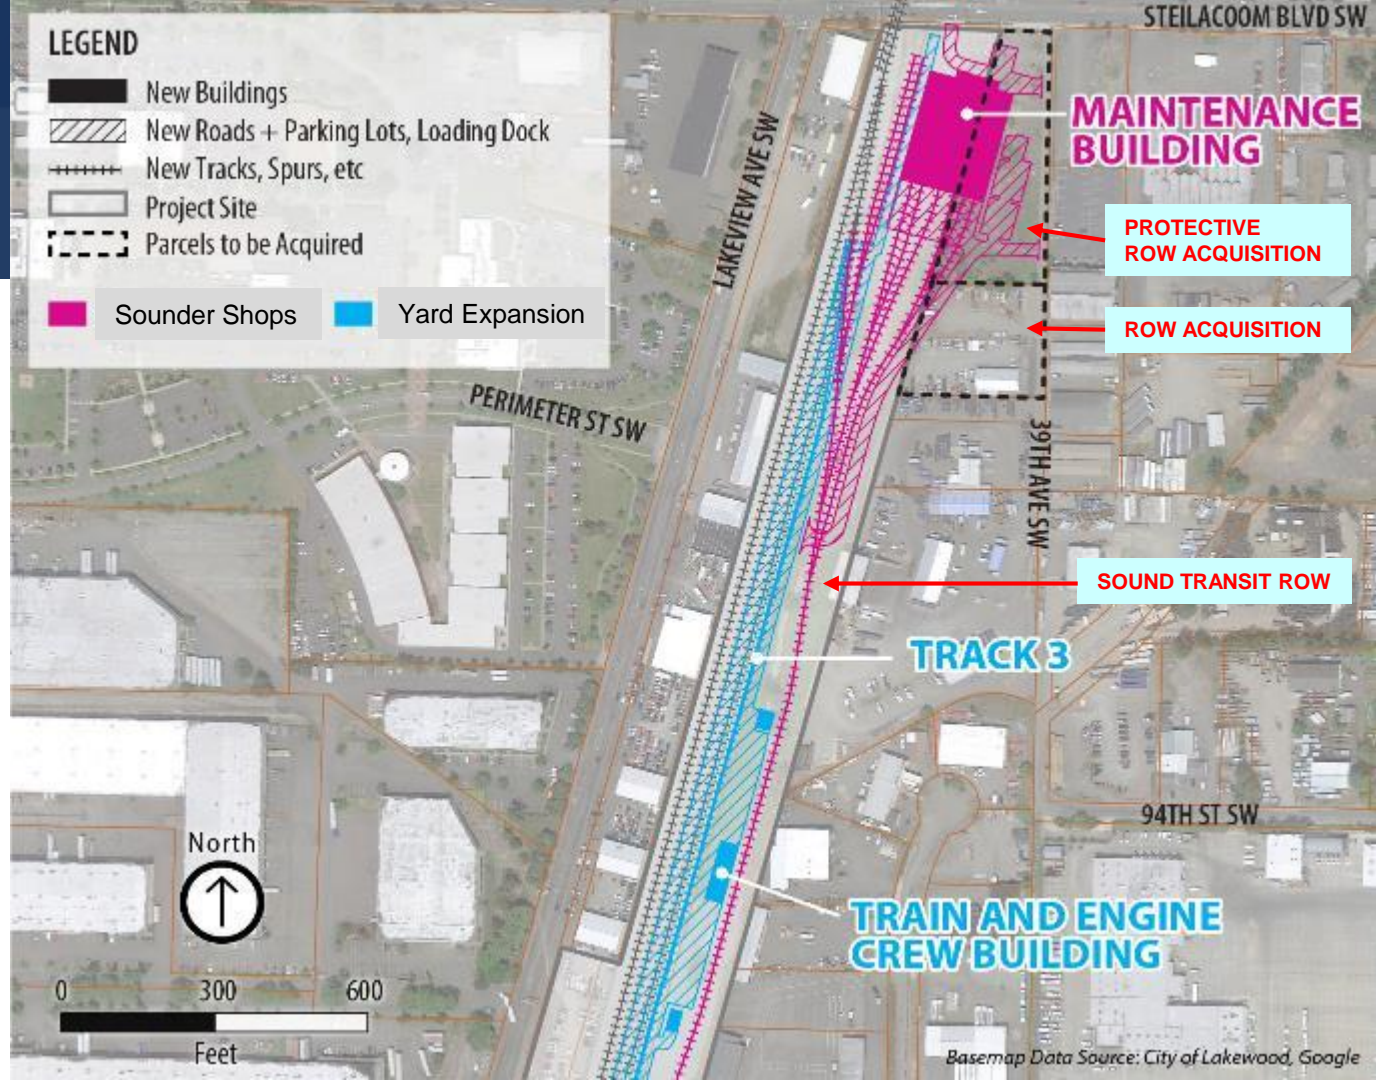 STEILACOOM BLVD SW
LEGEND
New Buildings
New Roads + Parking Lots, Loading Dock
New Tracks, Spurs, etc
Project Site
Parcels to be Acquired
Sounder Shops
Yard Expansion
LAKEVIEW AVE SW
MAINTENANCE
BUILDING
PROTECTIVE
ROW ACQUISITION
ROW ACQUISITION
PERIMETER ST SW
39TH AVE SW
SOUND TRANSIT ROW
TRACK 3
94TH ST SW
North
TRAIN AND ENGINE
CREW BUILDING
0 300 600
Feet
Basemap Data Source: City of Lakewood, Google